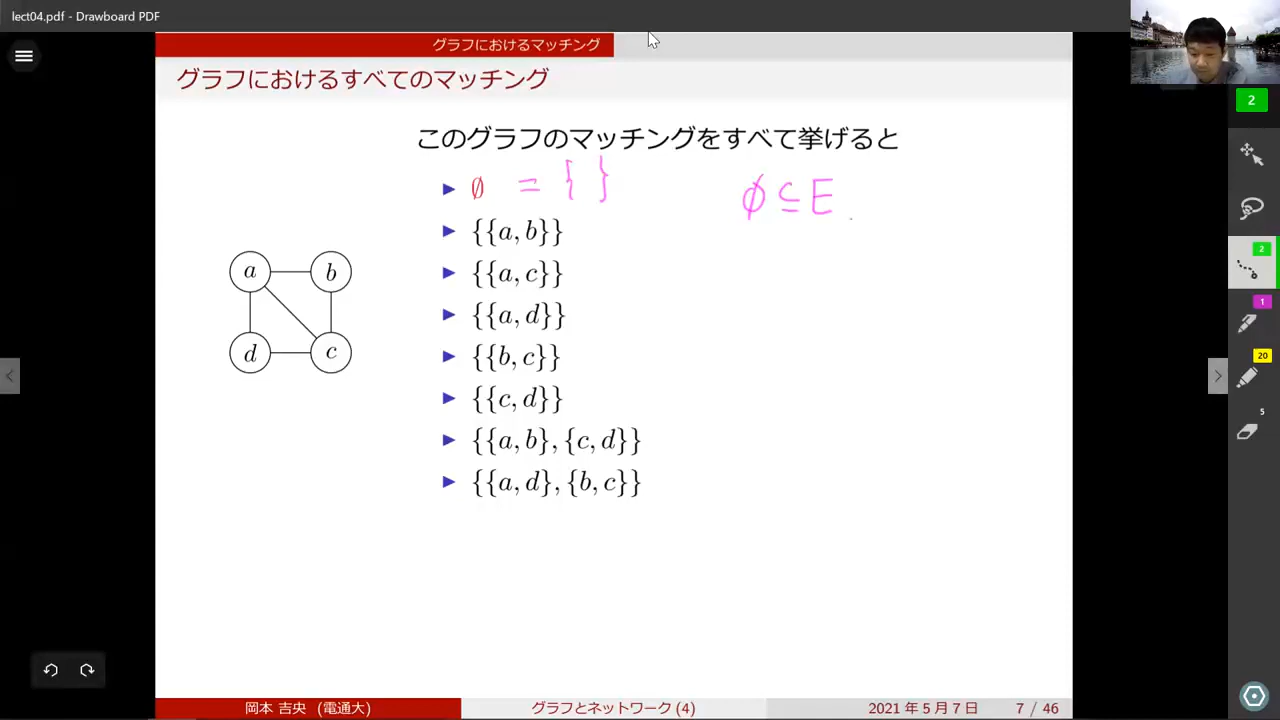 lect04.pdf - Drawboard PDF
グラフにおけるマッチング
グラフにおけるすべてのマッチング
2
このグラフのマッチングをすべて挙げると
▶ ∅ = { } ∅ ⊆ E
▶ {{a, b}}
▶ {{a, c}}
▶ {{a, d}}
▶ {{b, c}}
▶ {{c, d}}
▶ {{a, b}, {c, d}}
▶ {{a, d}, {b, c}}
a b
d c
2
1
20
5
岡本 吉央 (電通大) グラフとネットワーク (4) 2021 年 5 月 7 日 7 / 46